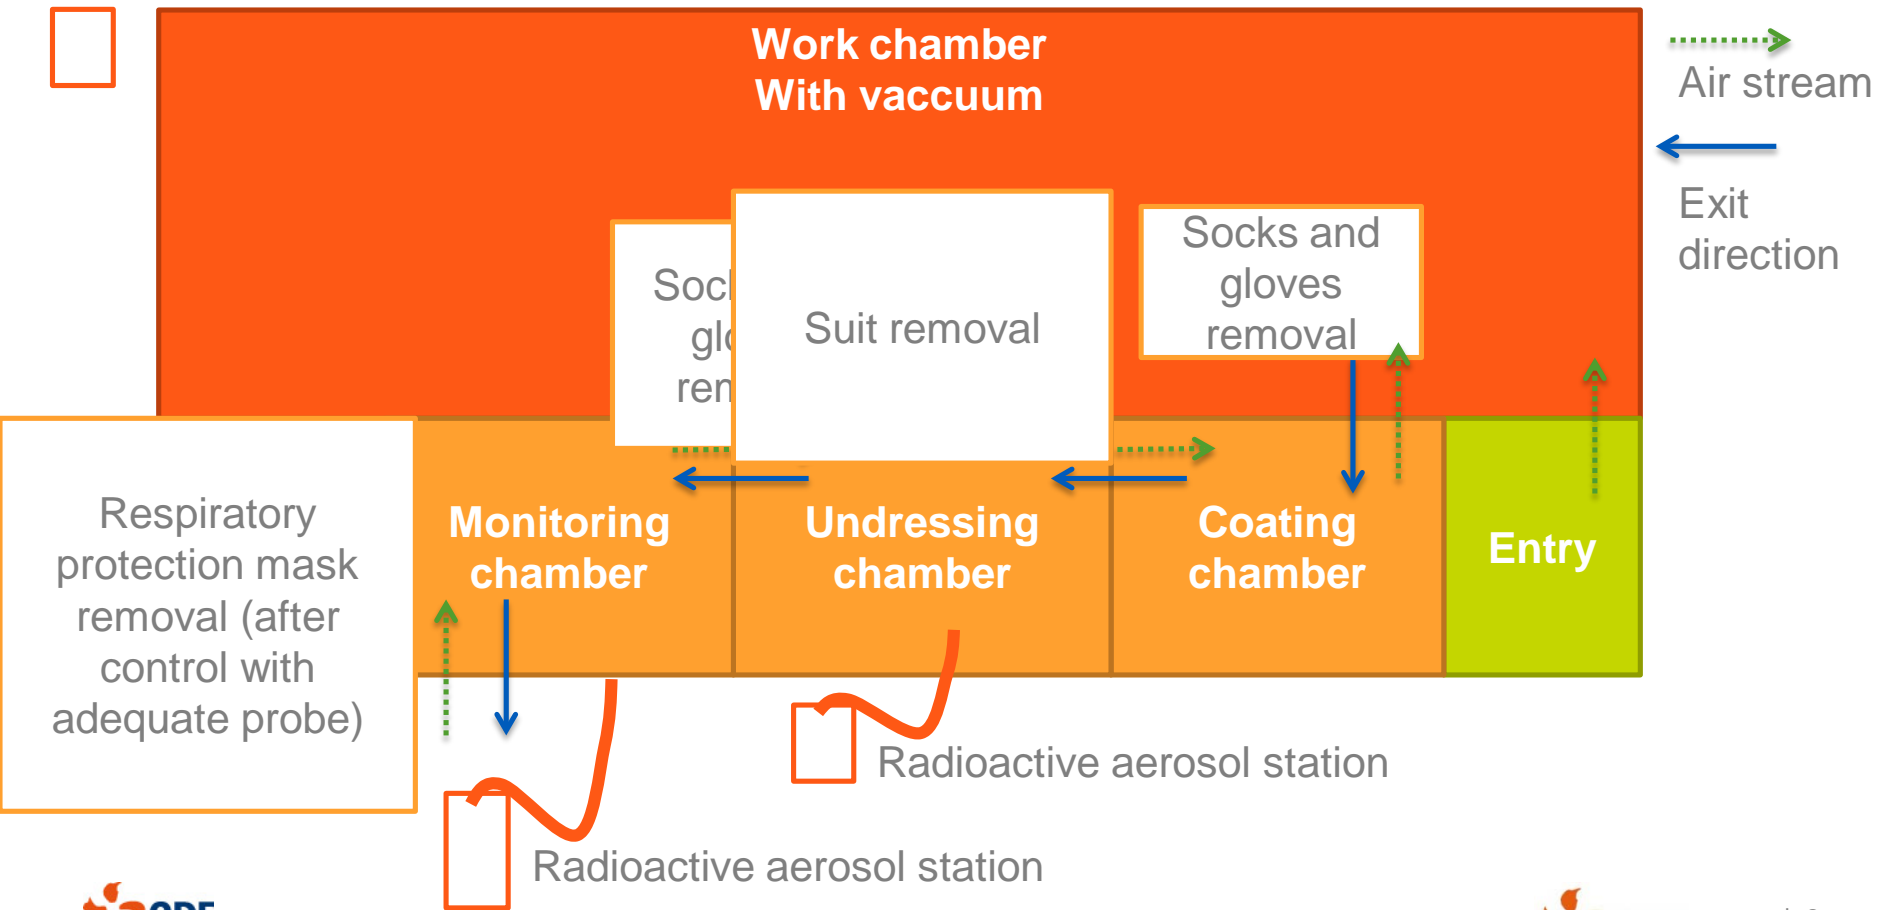 Work chamber
With vaccuum
Air stream
Exit
direction
Socks and
gloves
removal
Suit removal
Respiratory
protection mask
removal (after
control with
adequate probe)
Monitoring
chamber
Undressing
chamber
Coating
chamber
Entry
Radioactive aerosol station
Radioactive aerosol station